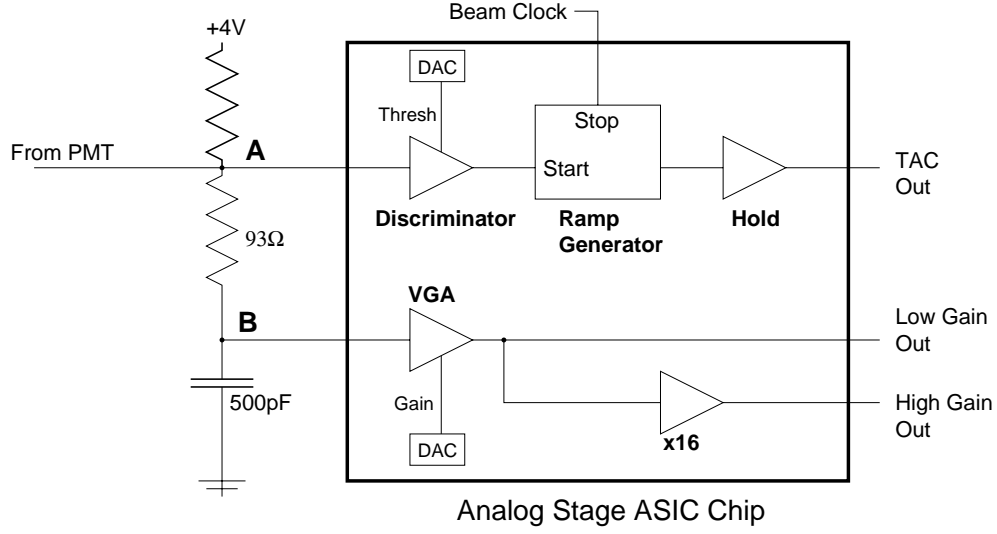 Beam Clock
+4V
DAC
Thresh
Stop
From PMT
A
Start
TAC
Out
Discriminator
Ramp
Generator
Hold
93Ω
VGA
B
Low Gain
Out
500pF
Gain
High Gain
Out
DAC
x16
Analog Stage ASIC Chip